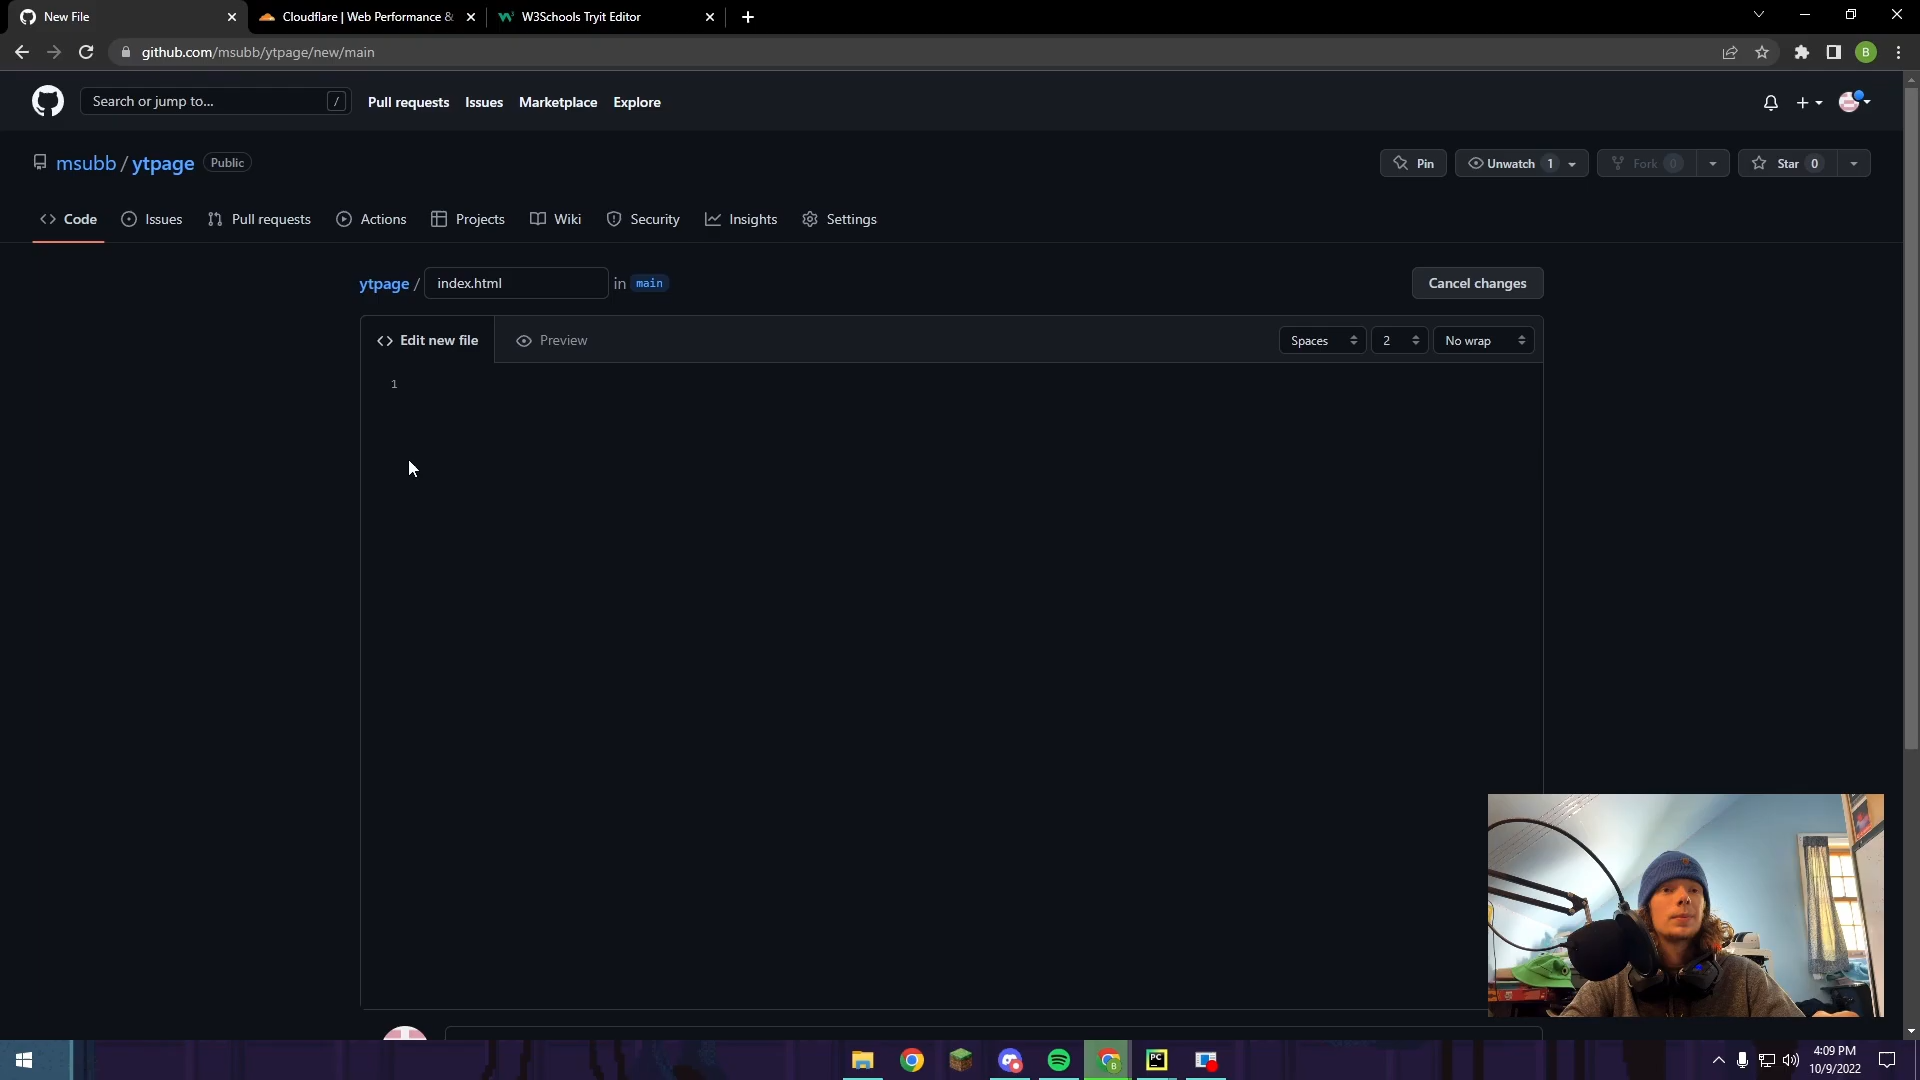 New File
Cloudflare | Web Performance &
W3Schools Tryit Editor
github.com/msubb/ytpage/new/main
B
Search or jump to... /
Pull requests
Issues
Marketplace
Explore
msubb / ytpage Public
Pin
Unwatch 1
Fork 0
Star 0
Code
Issues
Pull requests
Actions
Projects
Wiki
Security
Insights
Settings
ytpage / index.html in main
Cancel changes
Edit new file
Preview
Spaces
2
No wrap
1
PC
B
4:09 PM
10/9/2022